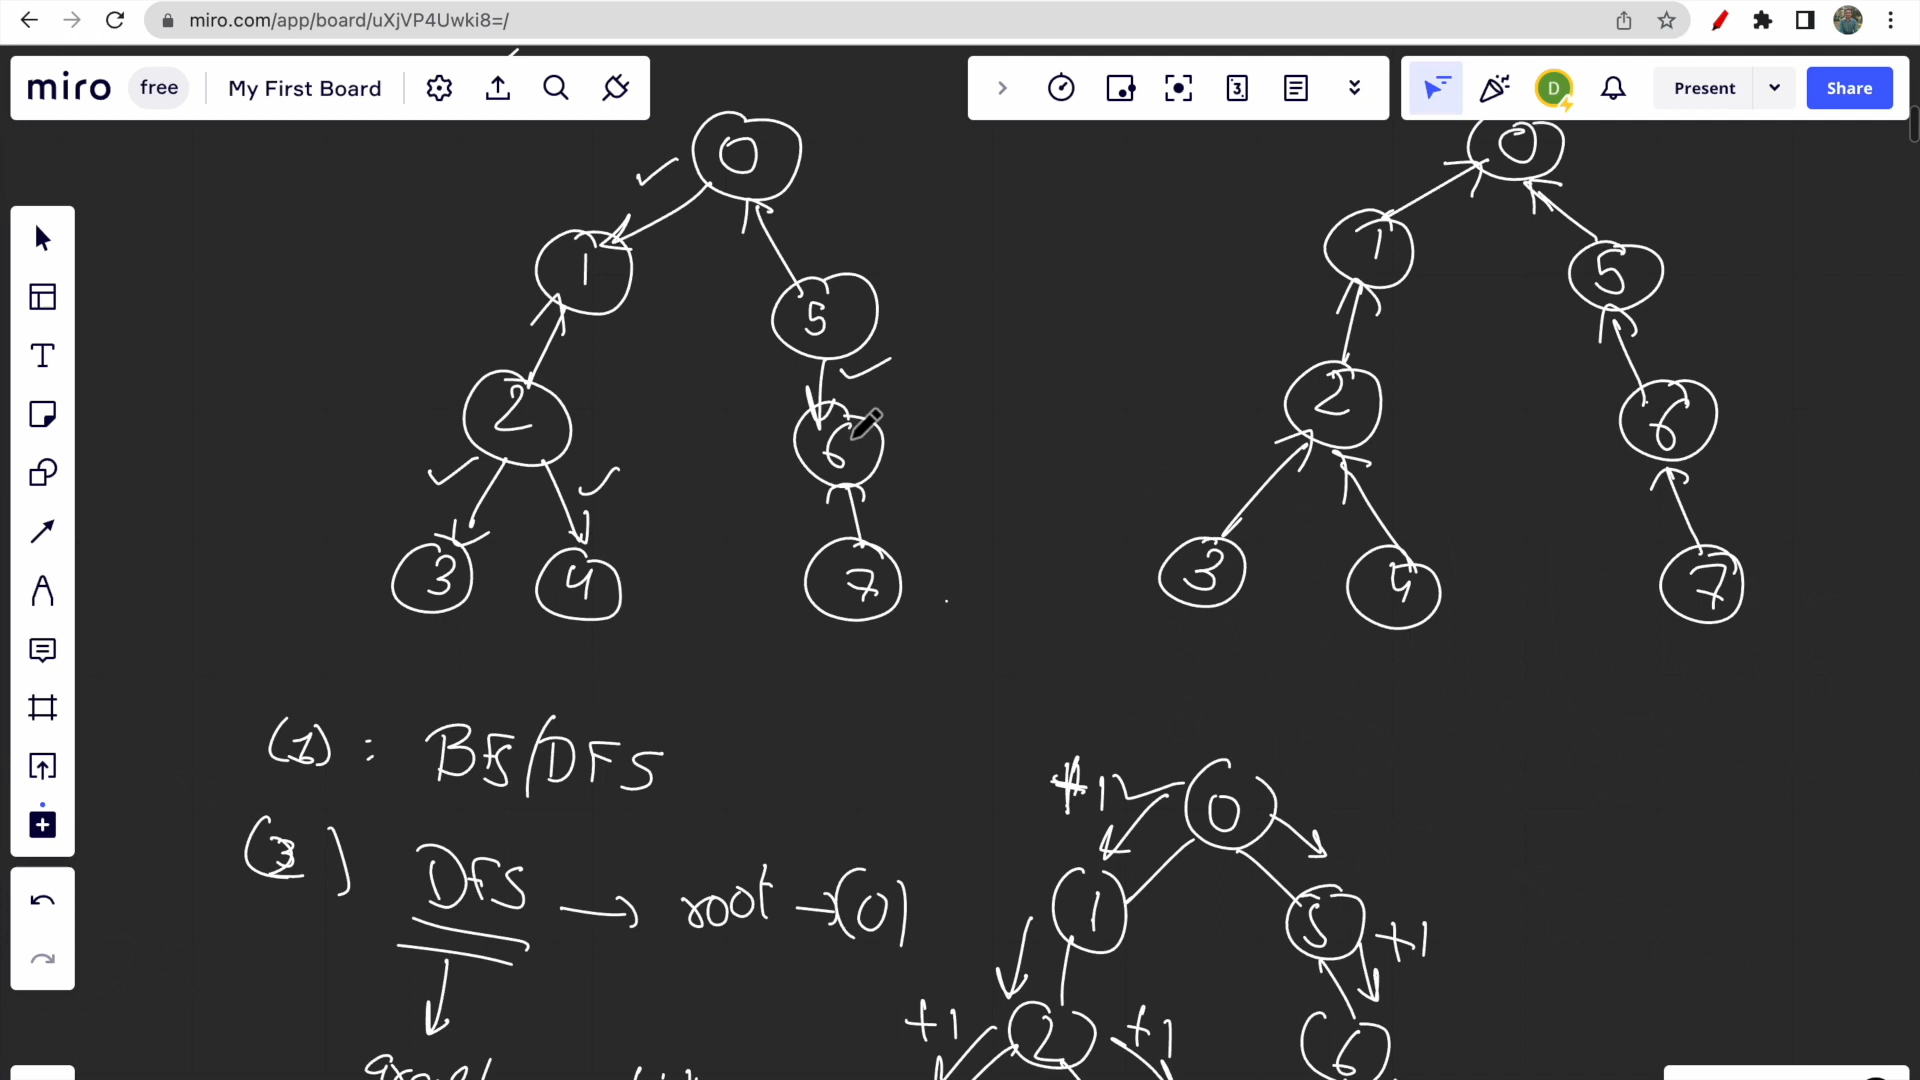 miro.com/app/board/uXjVP4Uwki8=/
miro free My First Board 3 D Present Share
0 0
1 1
5 5
2 2
6 6
3 4 7 3 4 7
(1) : BFS/DFS
+1 0
DFS → root → (0)
1 5 +1
+1 2 +1 6